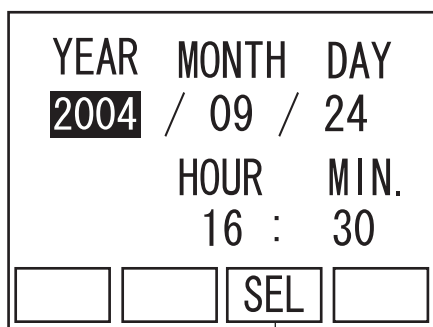 YEAR MONTH DAY
2004 / 09 / 24
HOUR MIN.
16 : 30
SEL